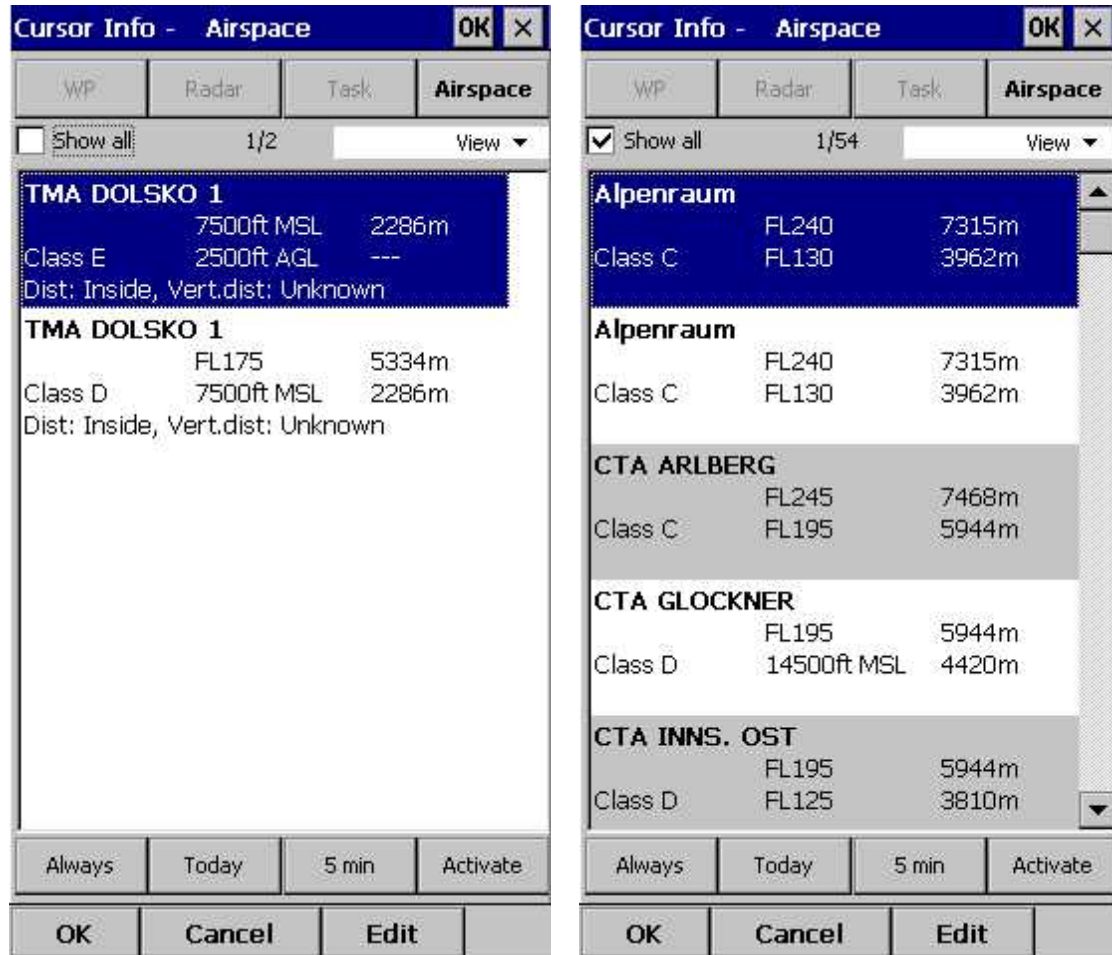 Cursor Info - Airspace OK ×
WP Radar Task Airspace
Show all 1/2 View
TMA DOLSKO 1
7500ft MSL 2286m
Class E 2500ft AGL ---
Dist: Inside, Vert.dist: Unknown
TMA DOLSKO 1
FL175 5334m
Class D 7500ft MSL 2286m
Dist: Inside, Vert.dist: Unknown
Always Today 5 min Activate
OK Cancel Edit
Cursor Info - Airspace OK ×
WP Radar Task Airspace
Show all 1/54 View
Alpenraum
FL240 7315m
Class C FL130 3962m
Alpenraum
FL240 7315m
Class C FL130 3962m
CTA ARLBERG
FL245 7468m
Class C FL195 5944m
CTA GLOCKNER
FL195 5944m
Class D 14500ft MSL 4420m
CTA INNS. OST
FL195 5944m
Class D FL125 3810m
Always Today 5 min Activate
OK Cancel Edit